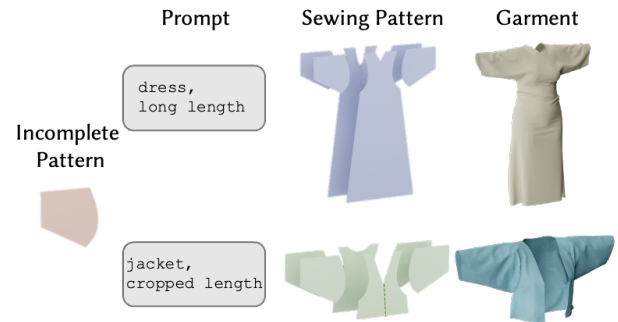 Prompt
Sewing Pattern
Garment
dress,
long length
Incomplete
Pattern
jacket,
cropped length